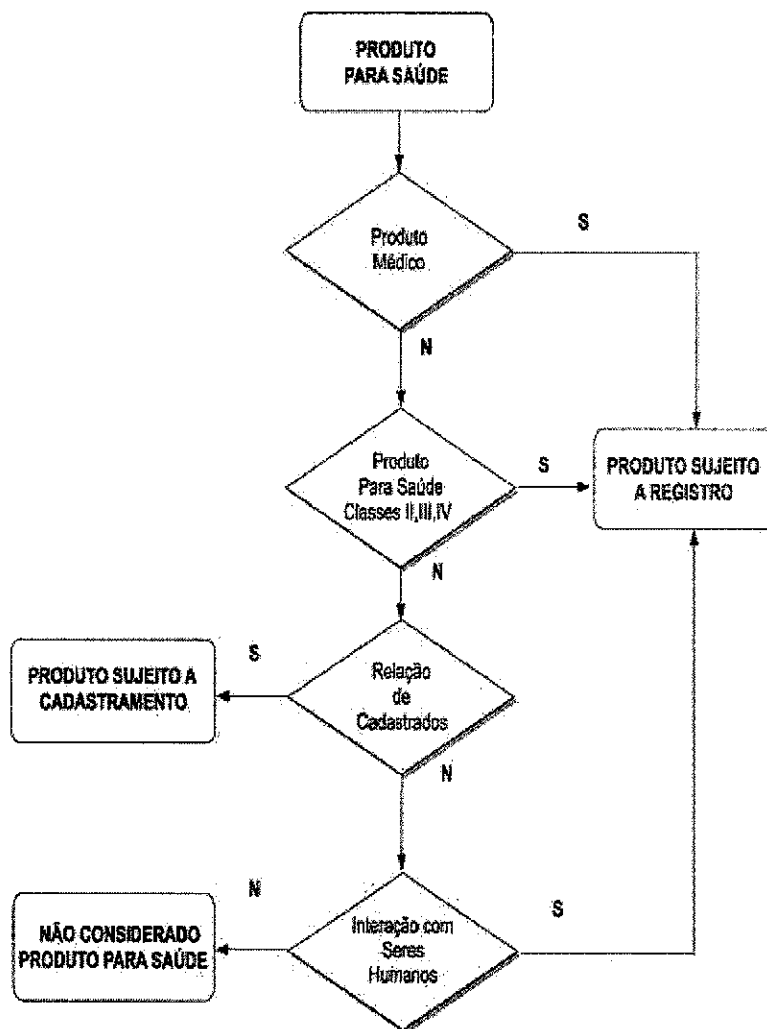 PRODUTO
PARA SAÚDE
Produto
Médico
S
N
Produto
Para Saúde
Classes II,III,IV
S
PRODUTO SUJEITO
A REGISTRO
N
PRODUTO SUJEITO A
CADASTRAMENTO
S
Relação
de
Cadastrados
N
NÃO CONSIDERADO
PRODUTO PARA SAÚDE
N
Interação com
Seres
Humanos
S